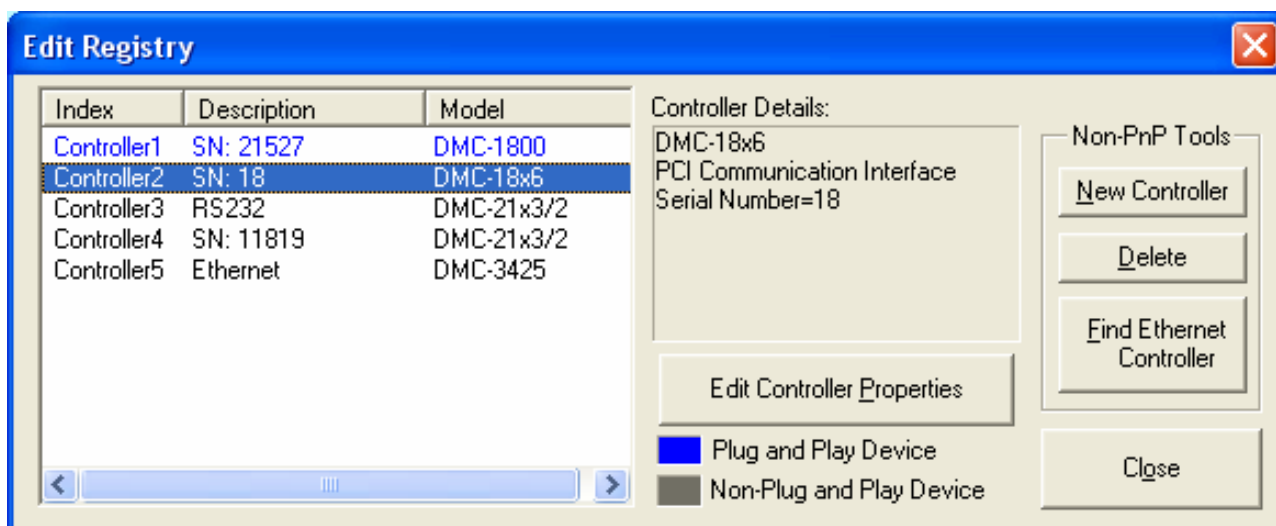 Edit Registry
Index Description Model
Controller1 SN: 21527 DMC-1800
Controller2 SN: 18 DMC-18x6
Controller3 RS232 DMC-21x3/2
Controller4 SN: 11819 DMC-21x3/2
Controller5 Ethernet DMC-3425
Controller Details:
DMC-18x6
PCI Communication Interface
Serial Number=18
Edit Controller Properties
Plug and Play Device
Non-Plug and Play Device
Non-PnP Tools
New Controller
Delete
Find Ethernet
Controller
Close